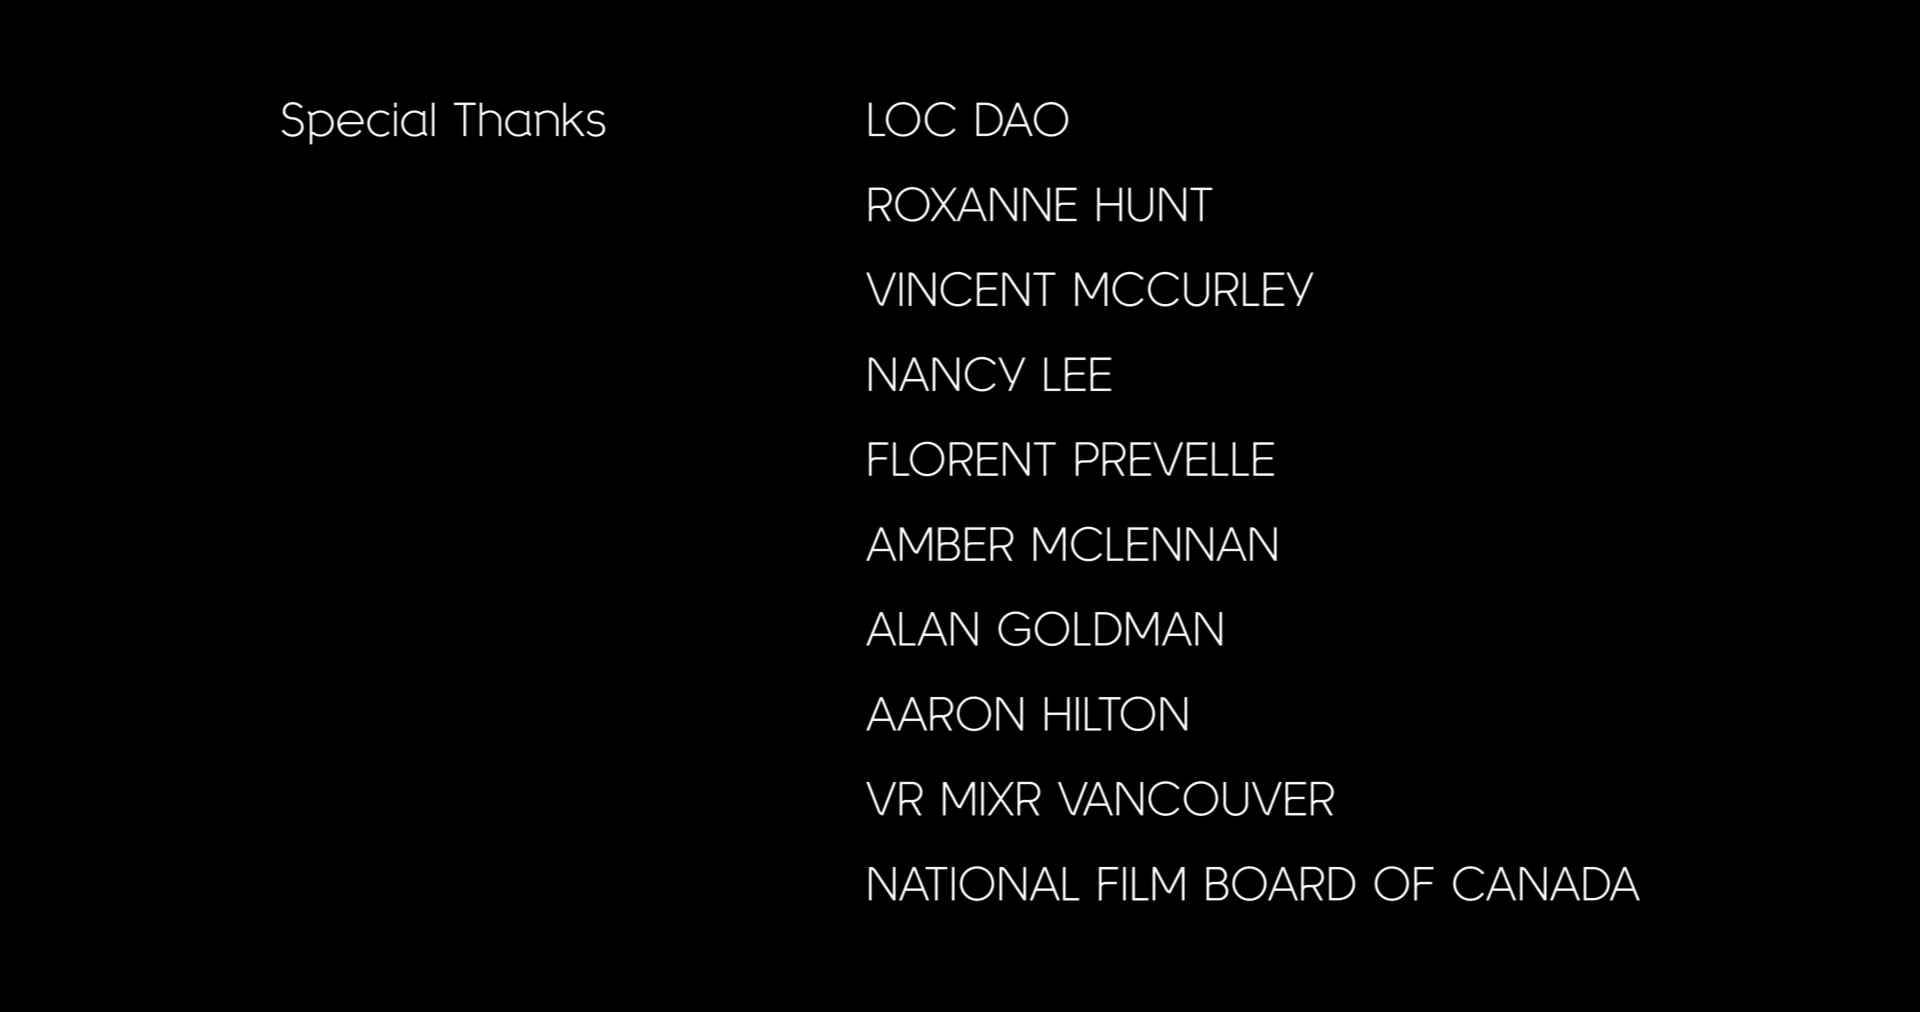 Special Thanks LOC DAO
ROXANNE HUNT
VINCENT MCCURLEY
NANCY LEE
FLORENT PREVELLE
AMBER MCLENNAN
ALAN GOLDMAN
AARON HILTON
VR MIXR VANCOUVER
NATIONAL FILM BOARD OF CANADA